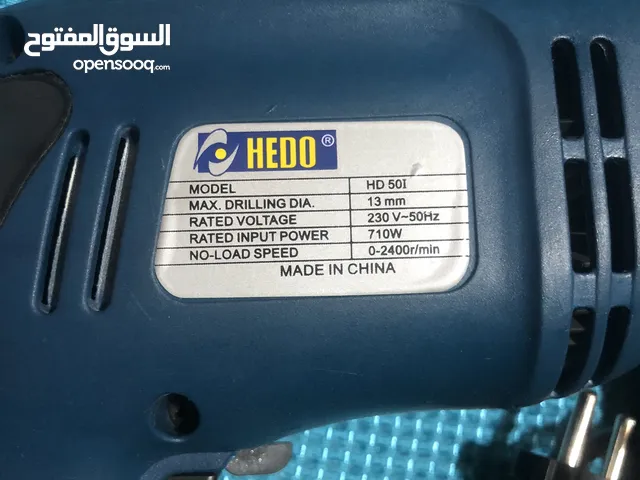 السوق المفتوح
opensooq.com
HEDO®
MODEL HD 50I
MAX. DRILLING DIA. 13 mm
RATED VOLTAGE 230 V~50Hz
RATED INPUT POWER 710W
NO-LOAD SPEED 0-2400r/min
MADE IN CHINA